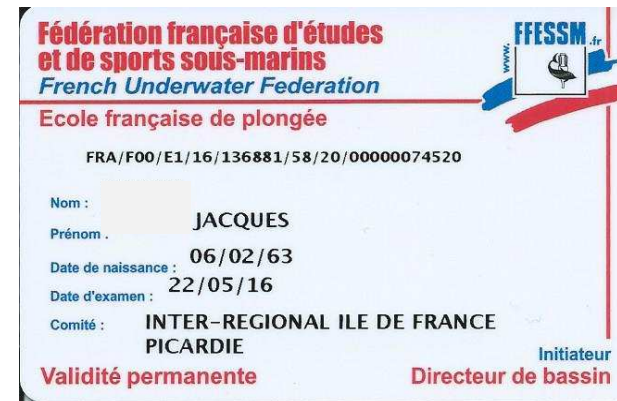 Fédération française d'études
et de sports sous-marins
French Underwater Federation
www.FFESSM.fr
Ecole française de plongée
FRA/F00/E1/16/136881/58/20/00000074520
Nom :
Prénom . JACQUES
Date de naissance : 06/02/63
Date d'examen : 22/05/16
Comité : INTER-REGIONAL ILE DE FRANCE
PICARDIE
Initiateur
Validité permanente Directeur de bassin